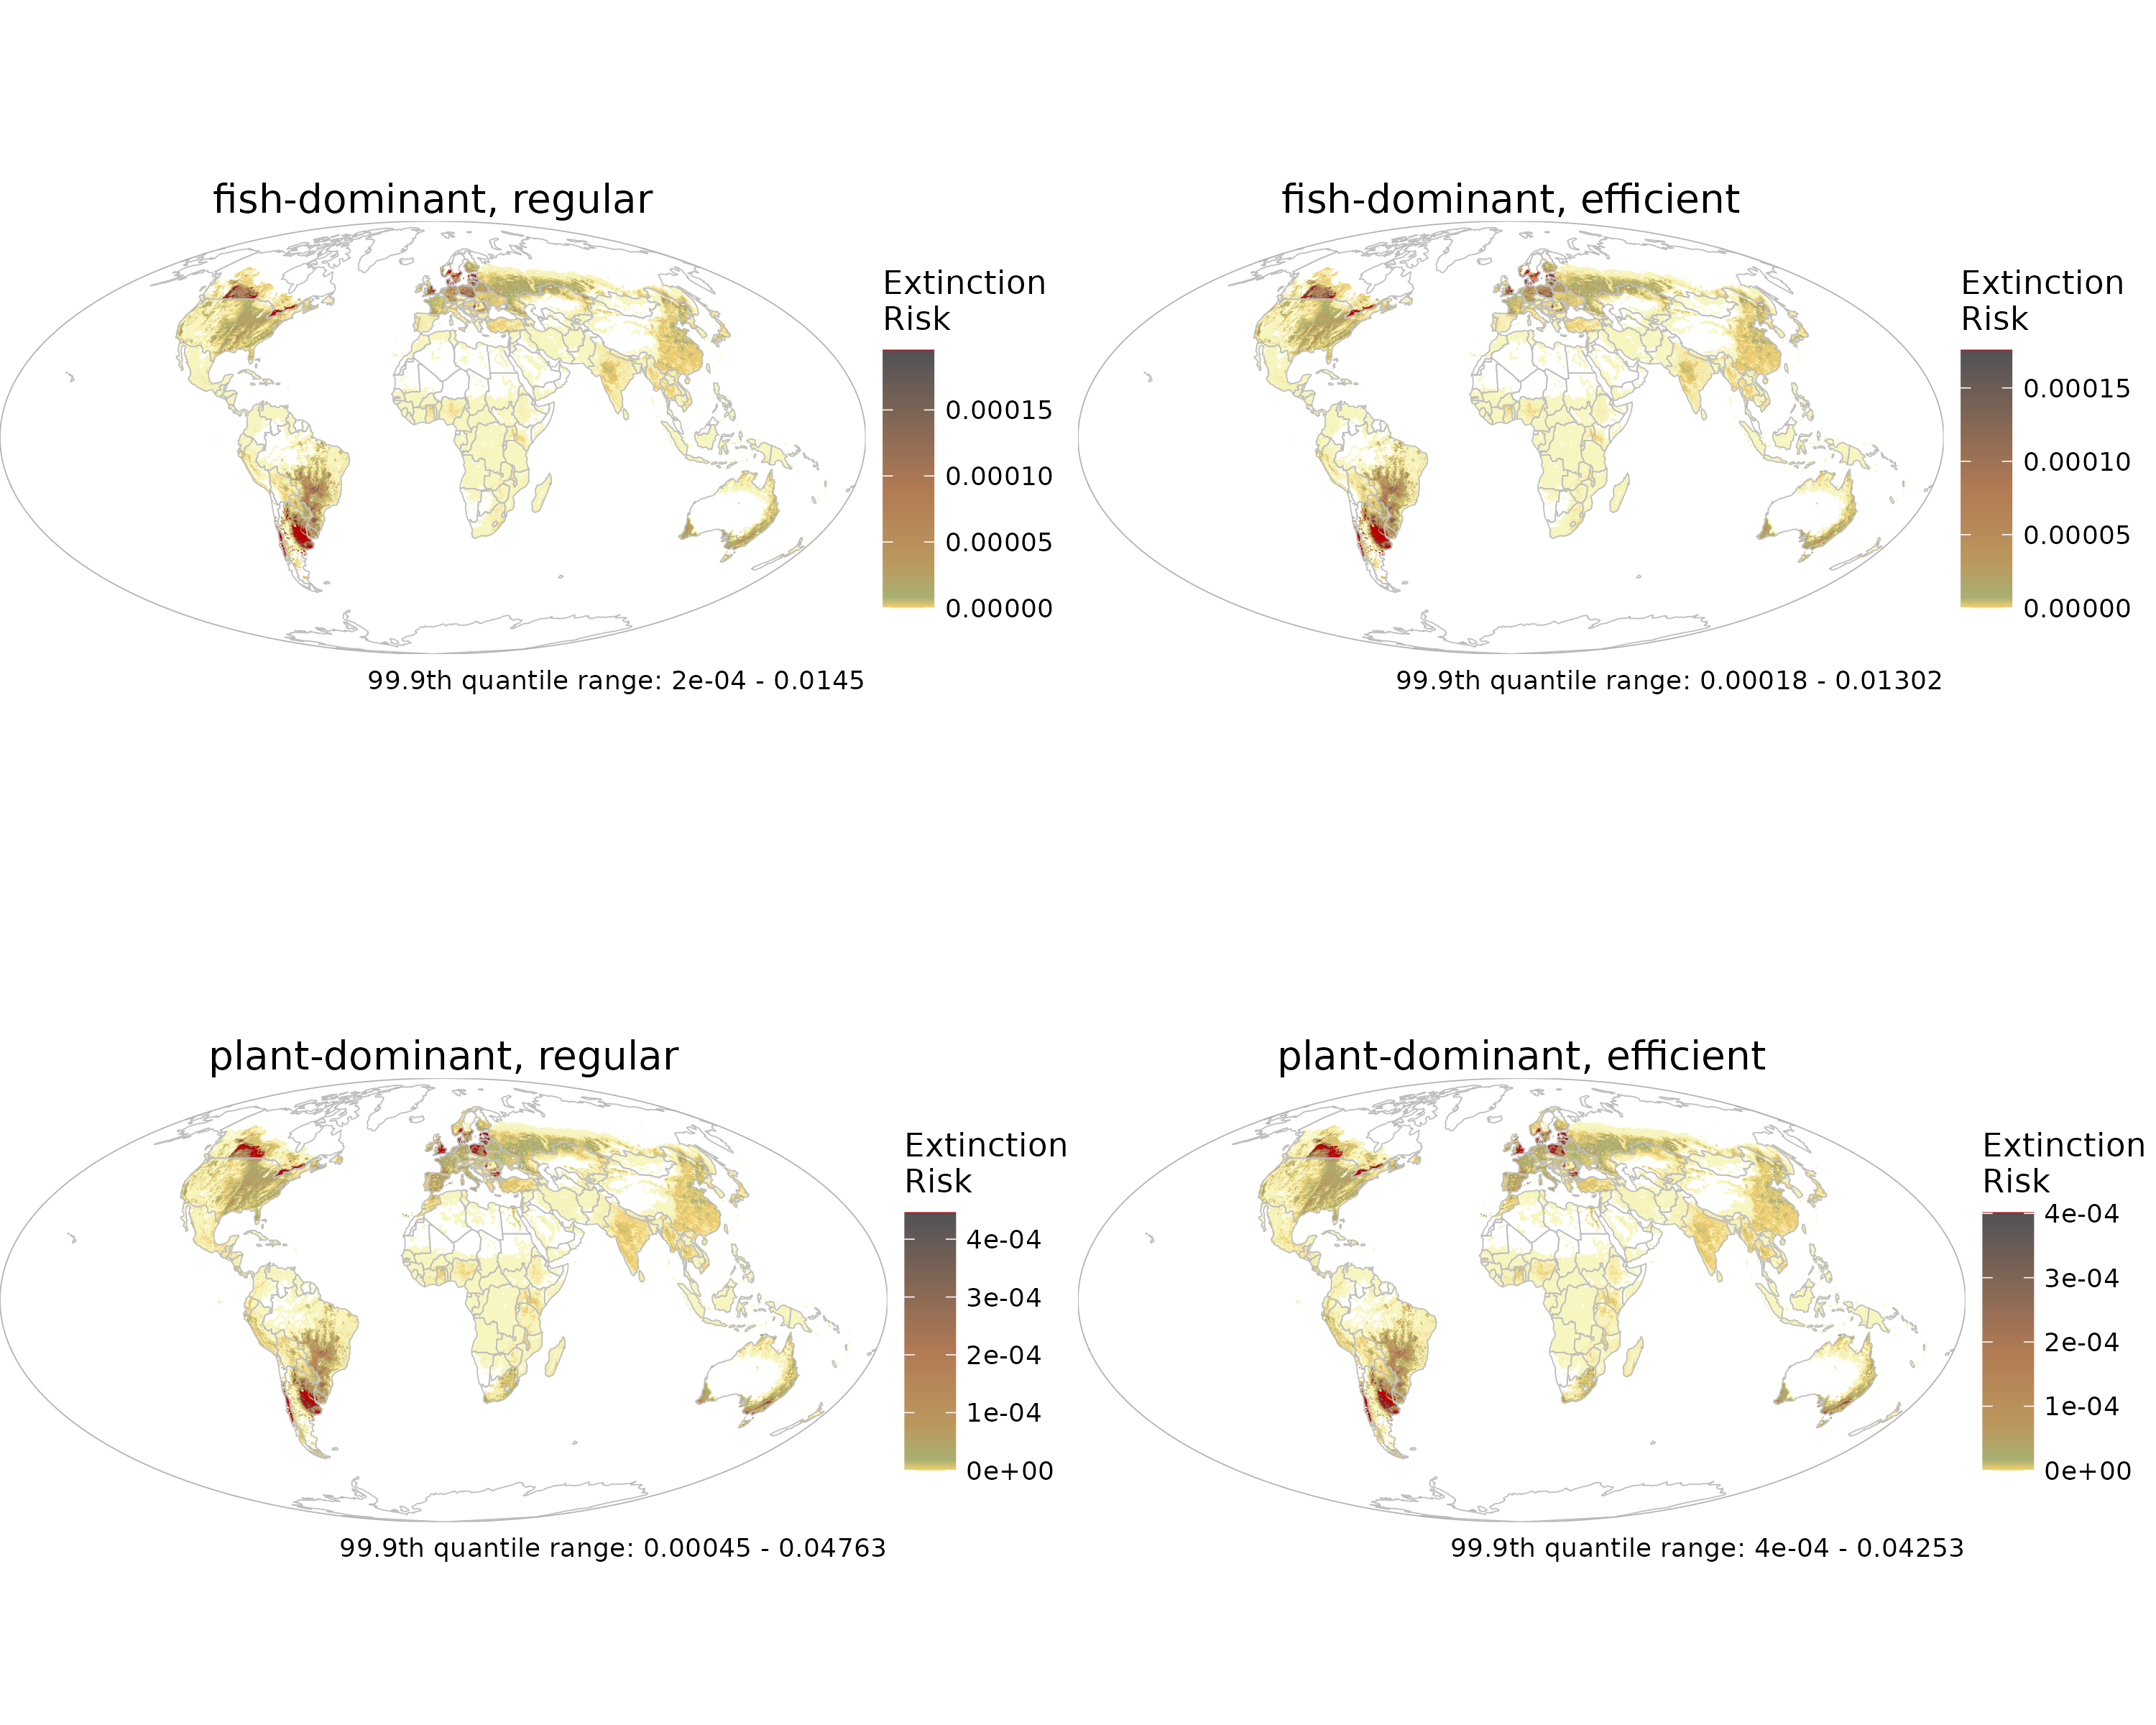 fish-dominant, regular
Extinction
Risk
0.00015
0.00010
0.00005
0.00000
99.9th quantile range: 2e-04 - 0.0145
fish-dominant, efficient
Extinction
Risk
0.00015
0.00010
0.00005
0.00000
99.9th quantile range: 0.00018 - 0.01302
plant-dominant, regular
Extinction
Risk
4e-04
3e-04
2e-04
1e-04
0e+00
99.9th quantile range: 0.00045 - 0.04763
plant-dominant, efficient
Extinction
Risk
4e-04
3e-04
2e-04
1e-04
0e+00
99.9th quantile range: 4e-04 - 0.04253